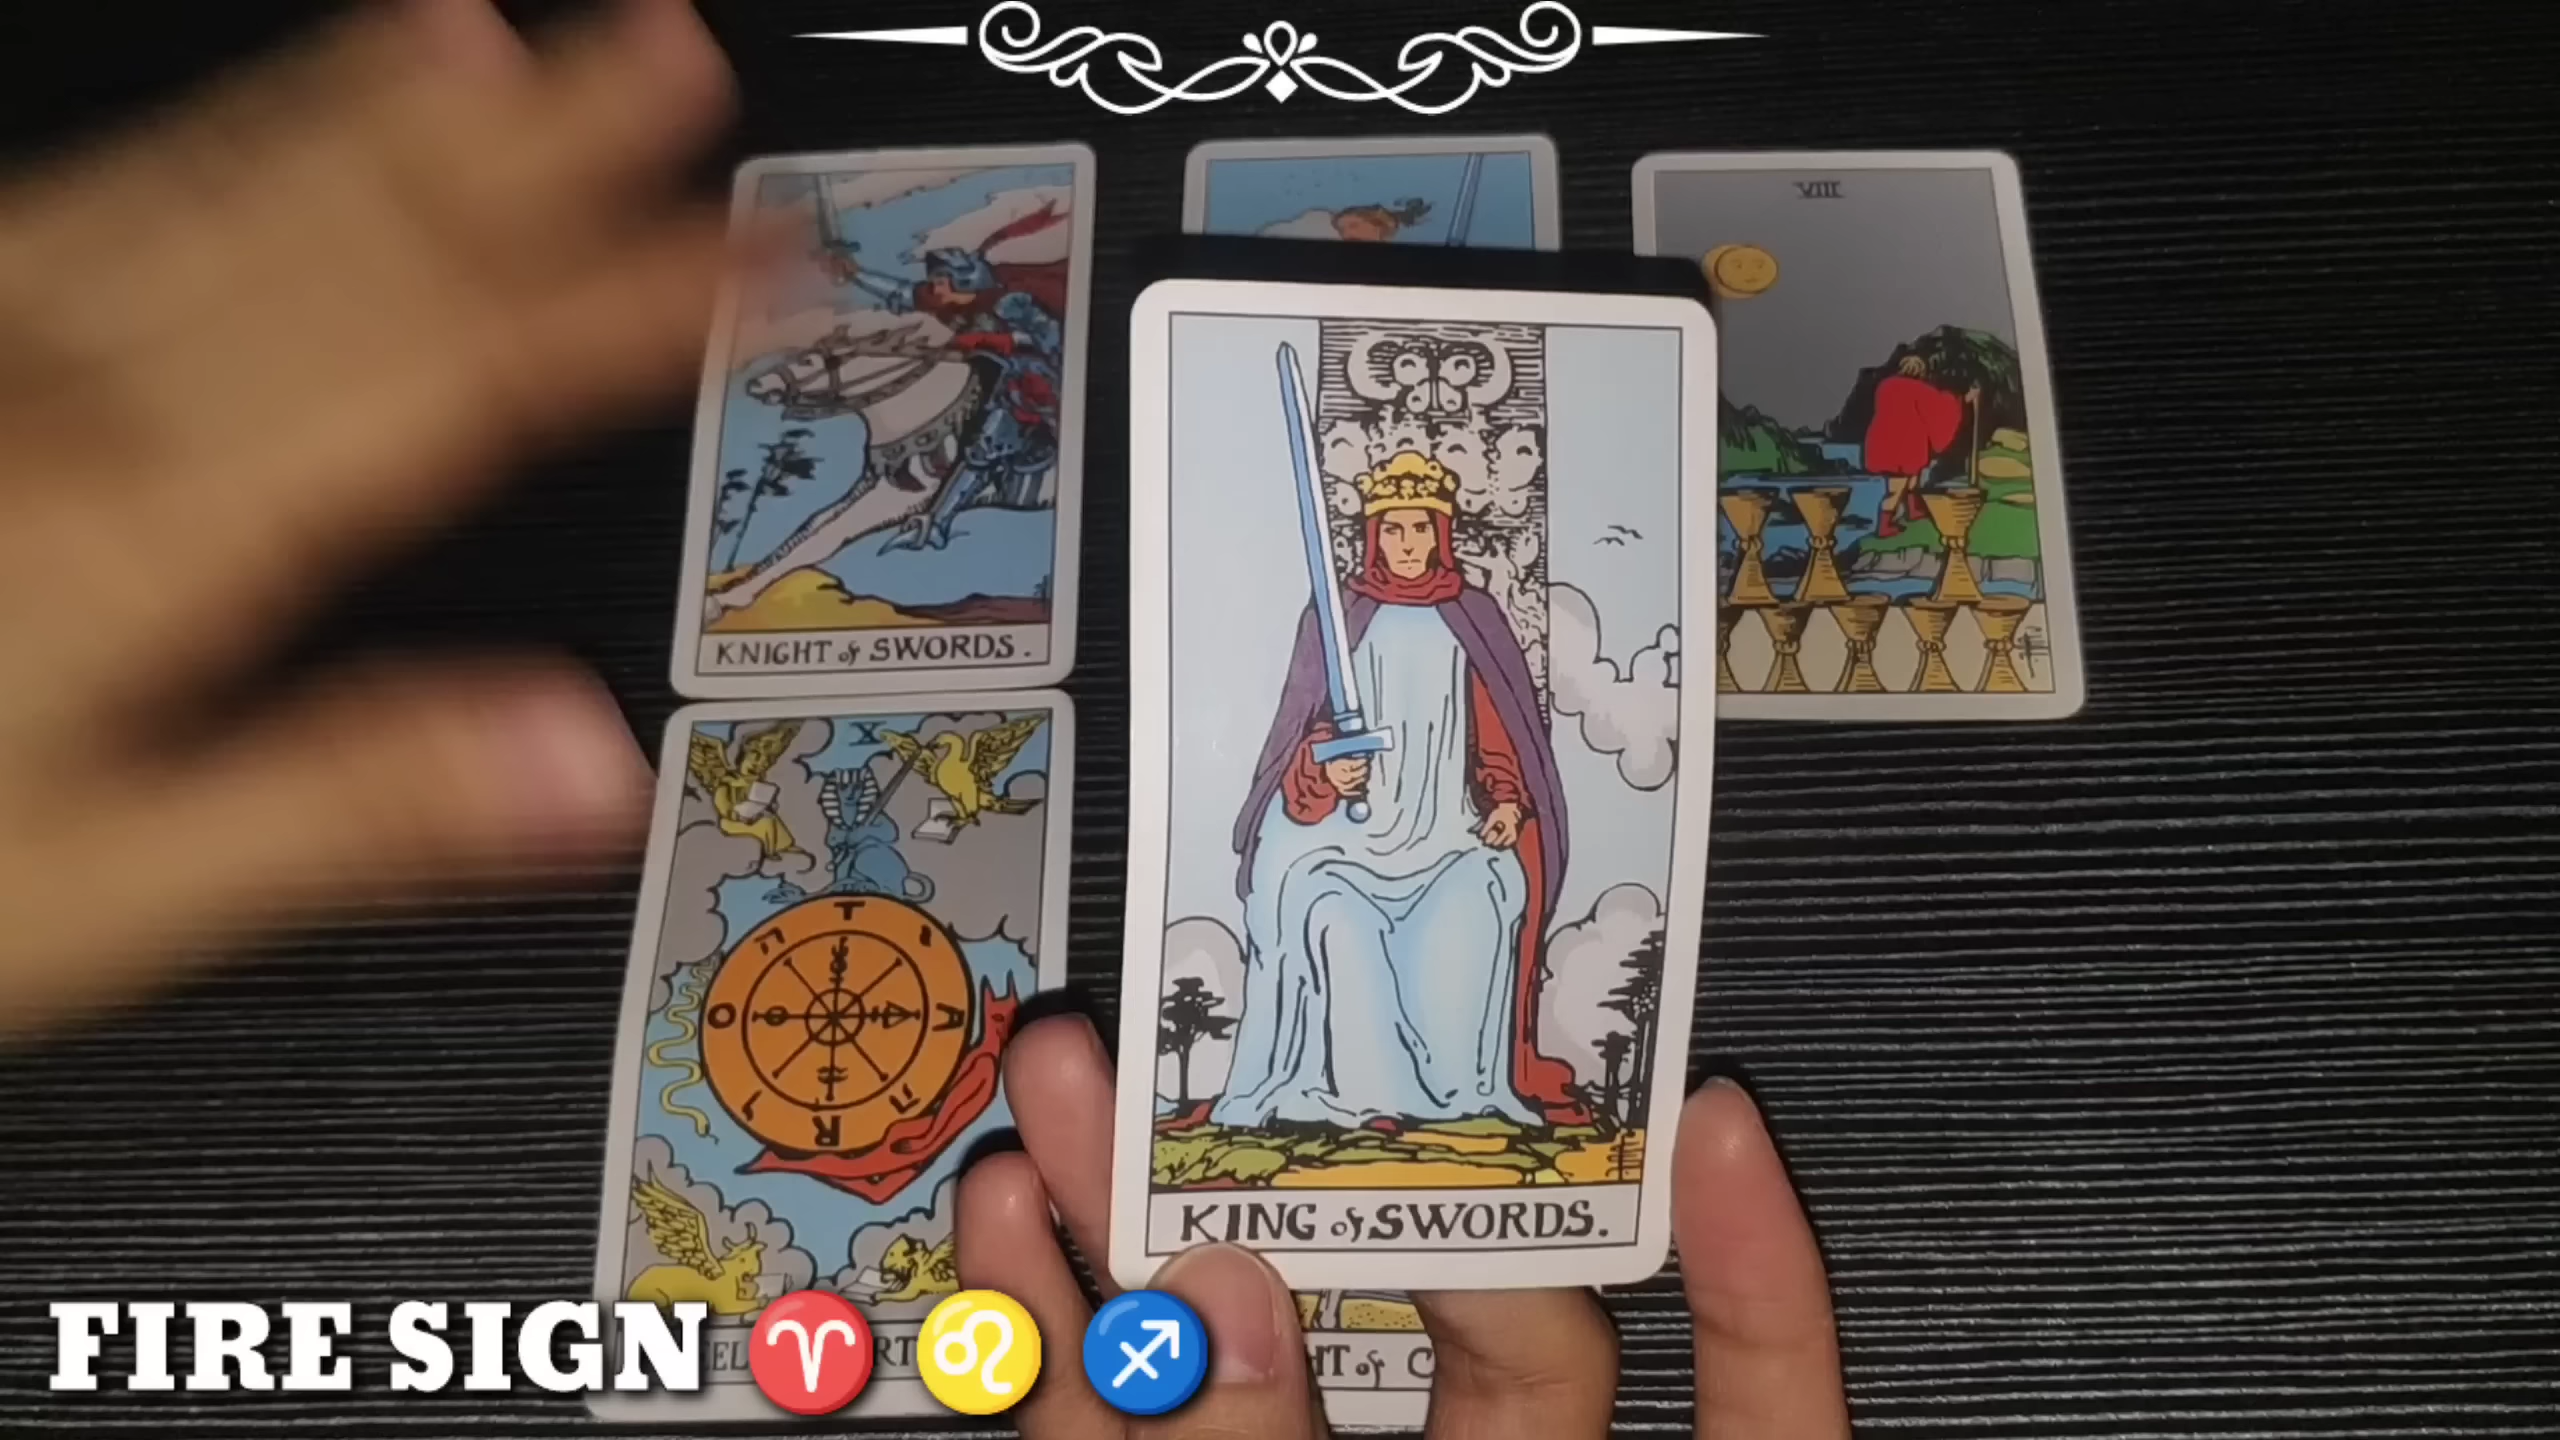 VIII
KNIGHT of SWORDS.
X
T
A
R
O
KING of SWORDS.
FIRE SIGN ♈ ♌ ♐